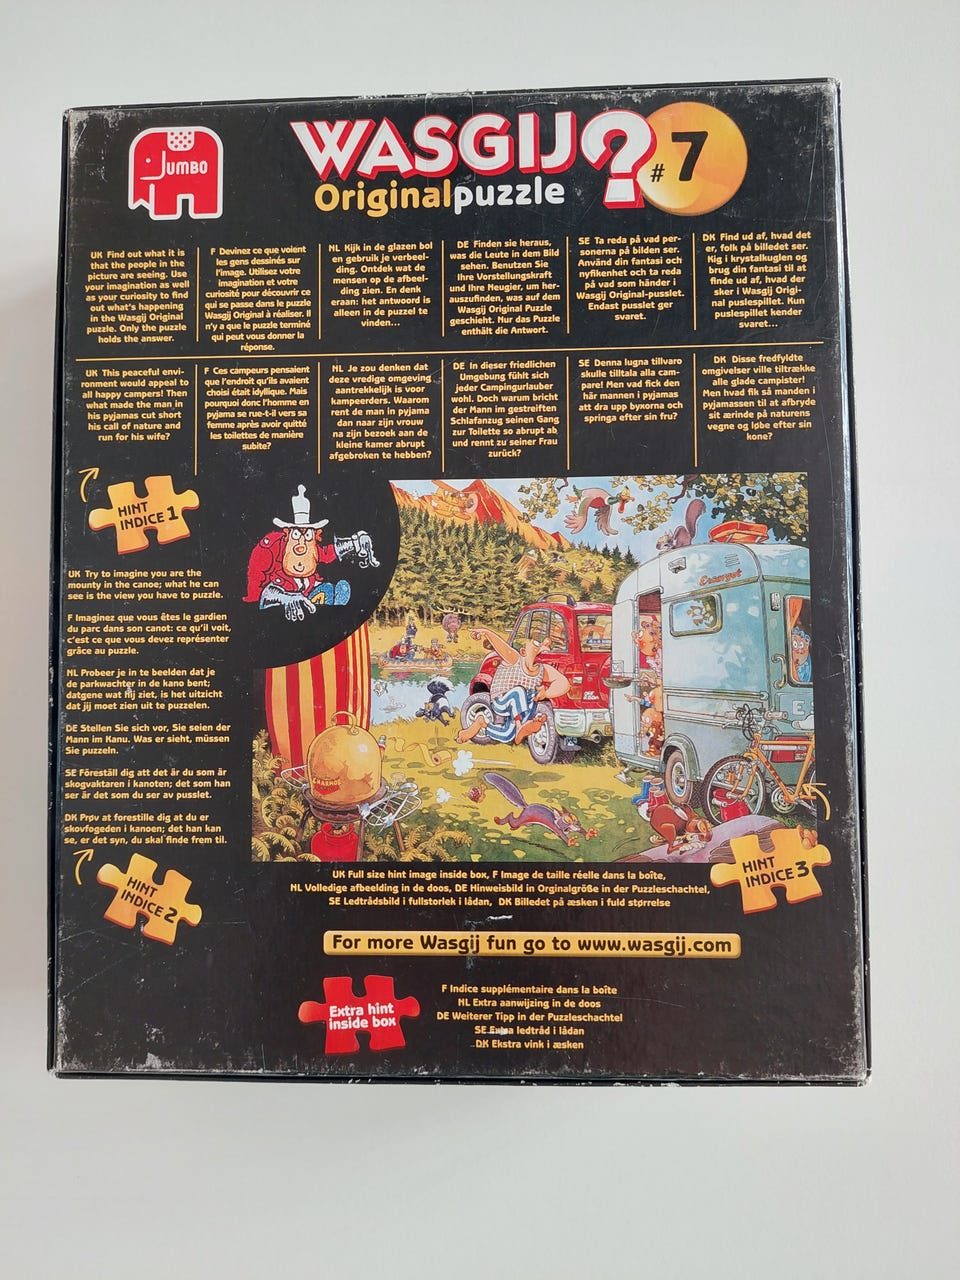 JUMBO
WASGIJ?
Originalpuzzle
#7
UK Find out what it is
that the people in the
picture are seeing. Use
your imagination as well
as your curiosity to find
out what's happening
in the Wasgij Original
puzzle. Only the puzzle
holds the answer.
F Devinez ce que voient
les gens dessinés sur
l'image. Utilisez votre
imagination et votre
curiosité pour découvrir ce
qui se passe dans le puzzle
Wasgij Original à réaliser. Il
n'y a que le puzzle terminé
qui peut vous donner la
réponse.
NL Kijk in de glazen bol
en gebruik je verbeel-
ding. Ontdek wat de
mensen op de afbeel-
ding zien. En denk
eraan: het antwoord is
alleen in de puzzel te
vinden...
DE Finden sie heraus,
was die Leute in dem Bild
sehen. Benutzen Sie
Ihre Vorstellungskraft
und Ihre Neugier, um her-
auszufinden, was auf dem
Wasgij Original Puzzle
geschieht. Nur das Puzzle
enthält die Antwort.
SE Ta reda på vad per-
sonerna på bilden ser.
Använd din fantasi och
nyfikenhet och ta reda
på vad som händer i
Wasgij Original-pusslet.
Endast pusslet ger
svaret.
DK Find ud af, hvad det
er, folk på billedet ser.
Kig i krystalkuglen og
brug din fantasi til at
finde ud af, hvad der
sker i Wasgij Origi-
nal puslespillet. Kun
puslespillet kender
svaret...
UK This peaceful envi-
ronment would appeal to
all happy campers! Then
what made the man in
his pyjamas cut short
his call of nature and
run for his wife?
F Ces campeurs pensaient
que l'endroit qu'ils avaient
choisi était idyllique. Mais
pourquoi donc l'homme en
pyjama se rue-t-il vers sa
femme après avoir quitté
les toilettes de manière
subite?
NL Je zou denken dat
deze vredige omgeving
aantrekkelijk is voor
kampeerders. Waarom
rent de man in pyjama
dan naar zijn vrouw
na zijn bezoek aan de
kleine kamer abrupt
afgebroken te hebben?
DE In dieser friedlichen
Umgebung fühlt sich
jeder Campingurlauber
wohl. Doch warum bricht
der Mann im gestreiften
Schlafanzug seinen Gang
zur Toilette so abrupt ab
und rennt zu seiner Frau
zurück?
SE Denna lugna tillvaro
skulle tilltala alla cam-
pare! Men vad fick den
här mannen i pyjamas
att dra upp byxorna och
springa efter sin fru?
DK Disse fredfyldte
omgivelser ville tiltrække
alle glade campister!
Men hvad fik så manden i
pyjamassen til at afbryde
sit ærinde på naturens
vegne og løbe efter sin
kone?
HINT
INDICE 1
UK Try to imagine you are the
mounty in the canoe; what he can
see is the view you have to puzzle.
F Imaginez que vous êtes le gardien
du parc dans son canot: ce qu'il voit,
c'est ce que vous devez représenter
grâce au puzzle.
NL Probeer je in te beelden dat je
de parkwachter in de kano bent;
datgene wat hij ziet, is het uitzicht
dat jij moet zien uit te puzzelen.
DE Stellen Sie sich vor, Sie seien der
Mann im Kanu. Was er sieht, müssen
Sie puzzeln.
SE Föreställ dig att det är du som är
skogvaktaren i kanoten; det som han
ser är det som du ser av pusslet.
DK Prøv at forestille dig at du er
skovfogeden i kanoen; det han kan
se, er det syn, du skal finde frem til.
HINT
INDICE 2
HINT
INDICE 3
UK Full size hint image inside box, F Image de taille réelle dans la boîte,
NL Volledige afbeelding in de doos, DE Hinweisbild in Orginalgröße in der Puzzleschachtel,
SE Ledtrådsbild i fullstorlek i lådan, DK Billedet på æsken i fuld størrelse
For more Wasgij fun go to www.wasgij.com
Extra hint
inside box
F Indice supplémentaire dans la boîte
NL Extra aanwijzing in de doos
DE Weiterer Tipp in der Puzzleschachtel
SE Extra ledtråd i lådan
DK Ekstra vink i æsken